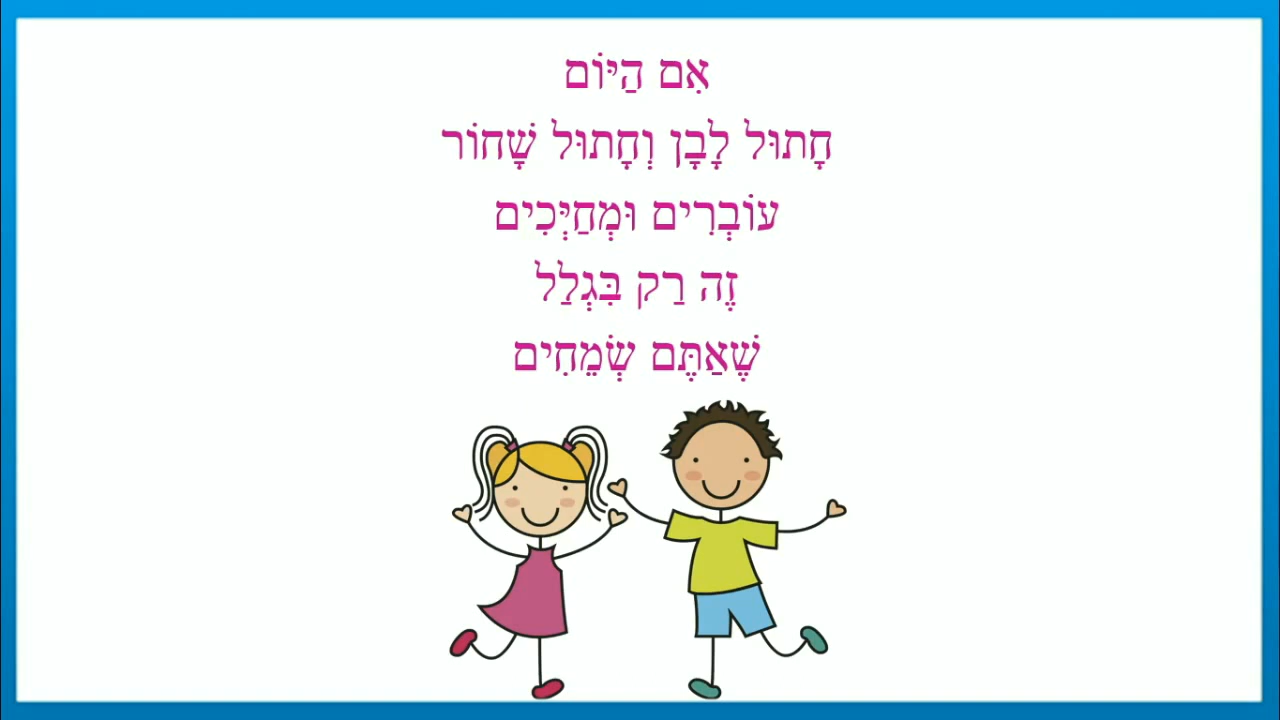 אִם הַיּוֹם
חָתוּל לָבָן וְחָתוּל שָׁחוֹר
עוֹבְרִים וּמְחַיְּכִים
זֶה רַק בִּגְלַל
שֶׁאַתֶּם שְׂמֵחִים